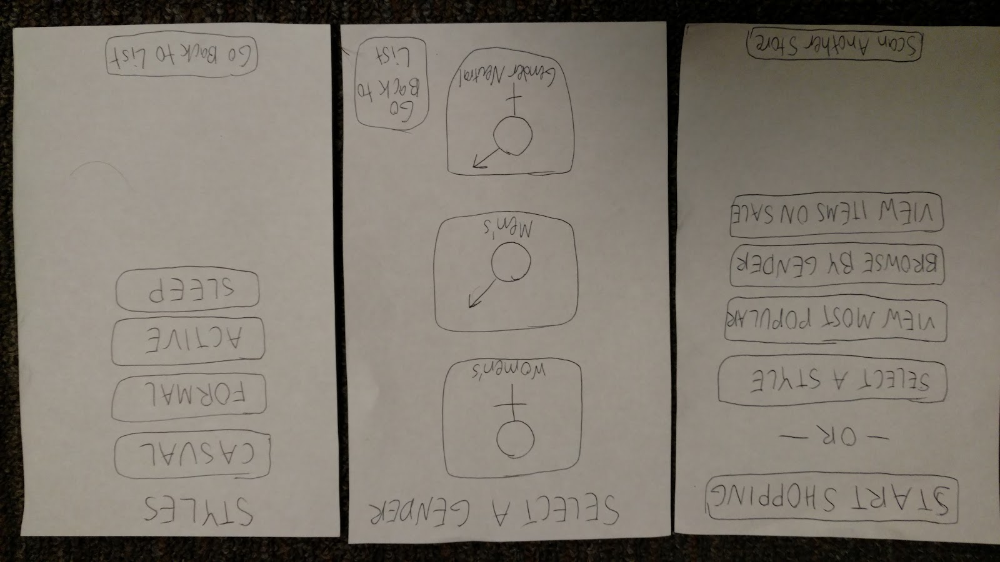 START SHOPPING
— OR —
SELECT A STYLE
VIEW MOST POPULAR
BROWSE BY GENDER
VIEW ITEMS ON SALE
Scan Another Store
SELECT A GENDER
Women's
Men's
Gender Neutral
GO
BACK TO
LIST
STYLES
CASUAL
FORMAL
ACTIVE
SLEEP
GO BACK TO LIST